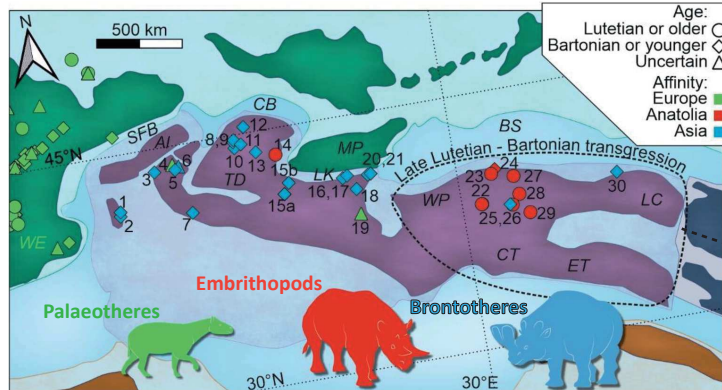 N
500 km
Age:
Lutetian or older
Bartonian or younger
Uncertain
Affinity:
Europe
Anatolia
Asia
SFB
CB
BS
AI
MP
45°N
TD
LK
WE
WP
LC
CT
ET
Late Lutetian - Bartonian transgression
1
2
3
4
5
6
7
8,9
10
11
12
13
14
15b
15a
16,17
18
19
20,21
22
23
24
25,26
27
28
29
30
Palaeotheres
Embrithopods
Brontotheres
30°N
30°E